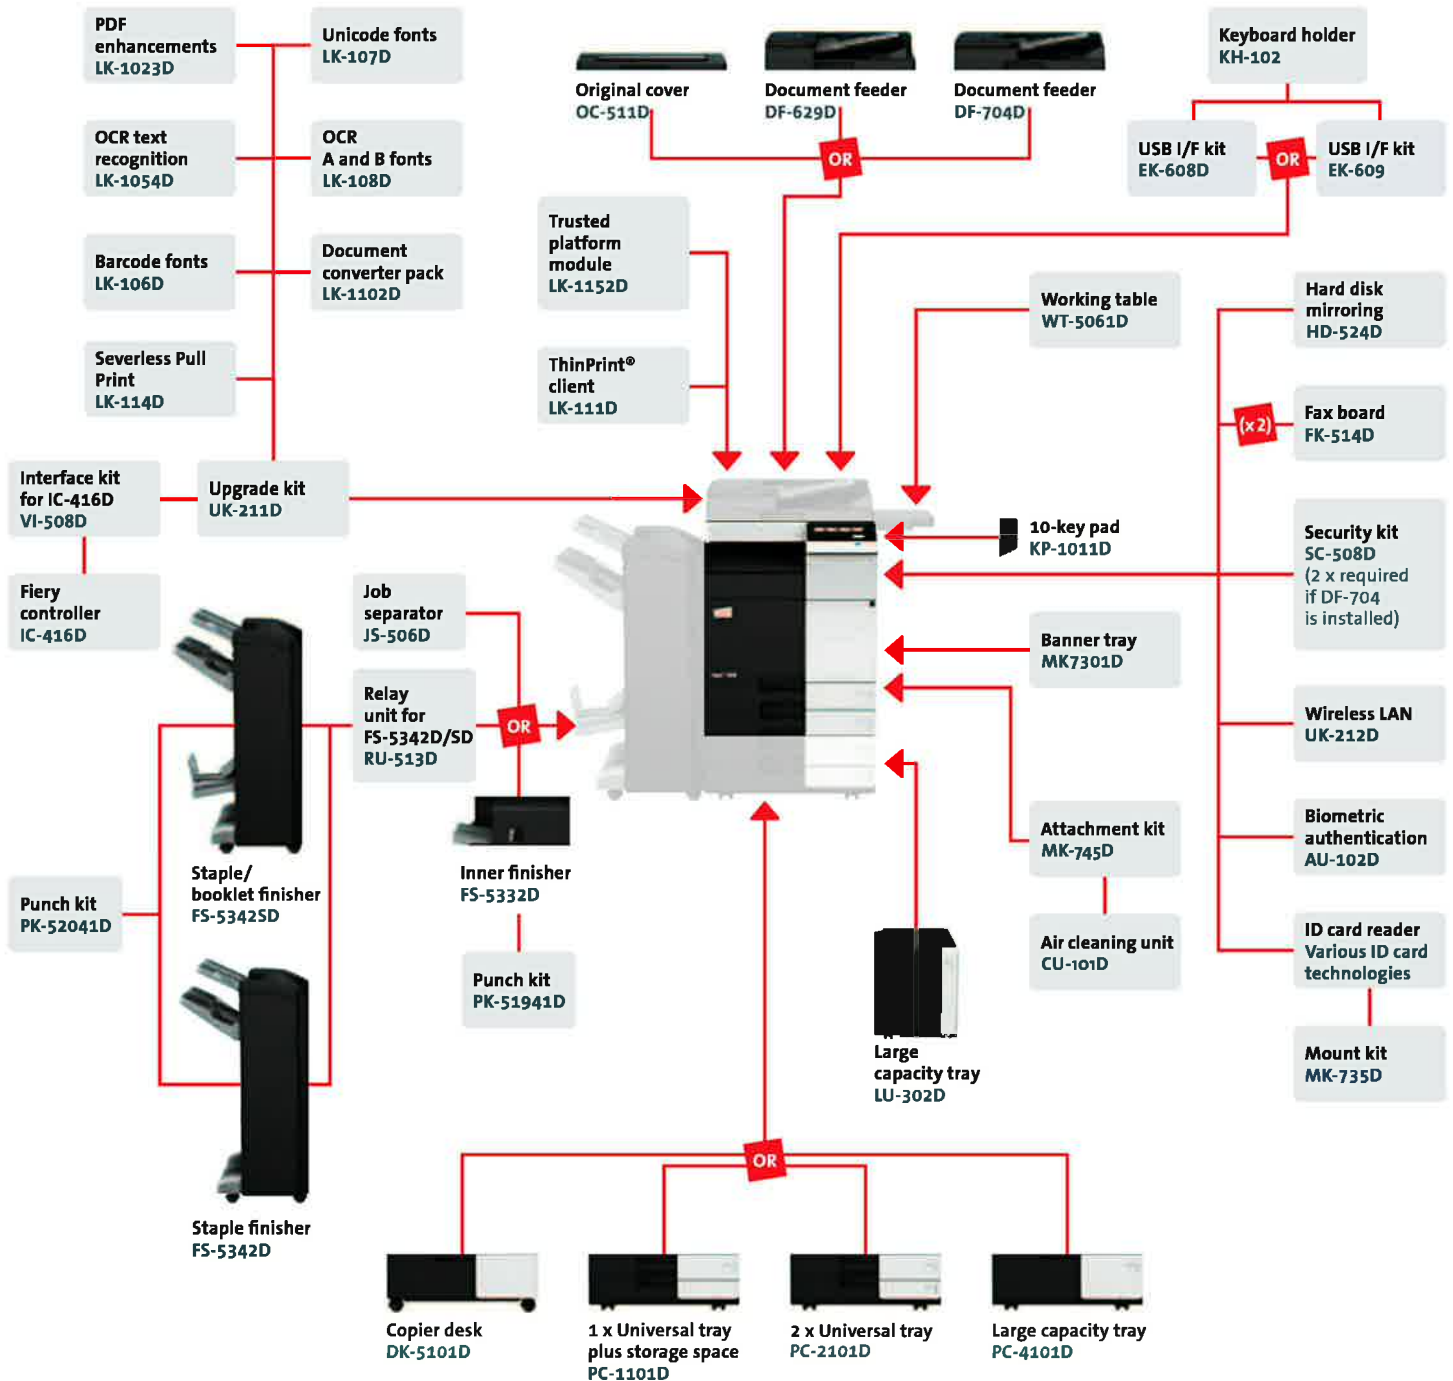 PDF
enhancements
LK-1023D
Unicode fonts
LK-107D
OCR text
recognition
LK-1054D
OCR
A and B fonts
LK-108D
Barcode fonts
LK-106D
Document
converter pack
LK-1102D
Severless Pull
Print
LK-114D
Interface kit
for IC-416D
VI-508D
Upgrade kit
UK-211D
Fiery
controller
IC-416D
Original cover
OC-511D
Document feeder
DF-629D
Document feeder
DF-704D
OR
Keyboard holder
KH-102
USB I/F kit
EK-608D
OR
USB I/F kit
EK-609
Trusted
platform
module
LK-1152D
ThinPrint®
client
LK-111D
Working table
WT-5061D
Hard disk
mirroring
HD-524D
(x2)
Fax board
FK-514D
10-key pad
KP-1011D
Security kit
SC-508D
(2 x required
if DF-704
is installed)
Job
separator
JS-506D
Relay
unit for
FS-5342D/SD
RU-513D
OR
Banner tray
MK7301D
Wireless LAN
UK-212D
Attachment kit
MK-745D
Biometric
authentication
AU-102D
Staple/
booklet finisher
FS-5342SD
Inner finisher
FS-5332D
Punch kit
PK-52041D
Punch kit
PK-51941D
Air cleaning unit
CU-101D
ID card reader
Various ID card
technologies
Large
capacity tray
LU-302D
Mount kit
MK-735D
Staple finisher
FS-5342D
OR
Copier desk
DK-5101D
1 x Universal tray
plus storage space
PC-1101D
2 x Universal tray
PC-2101D
Large capacity tray
PC-4101D